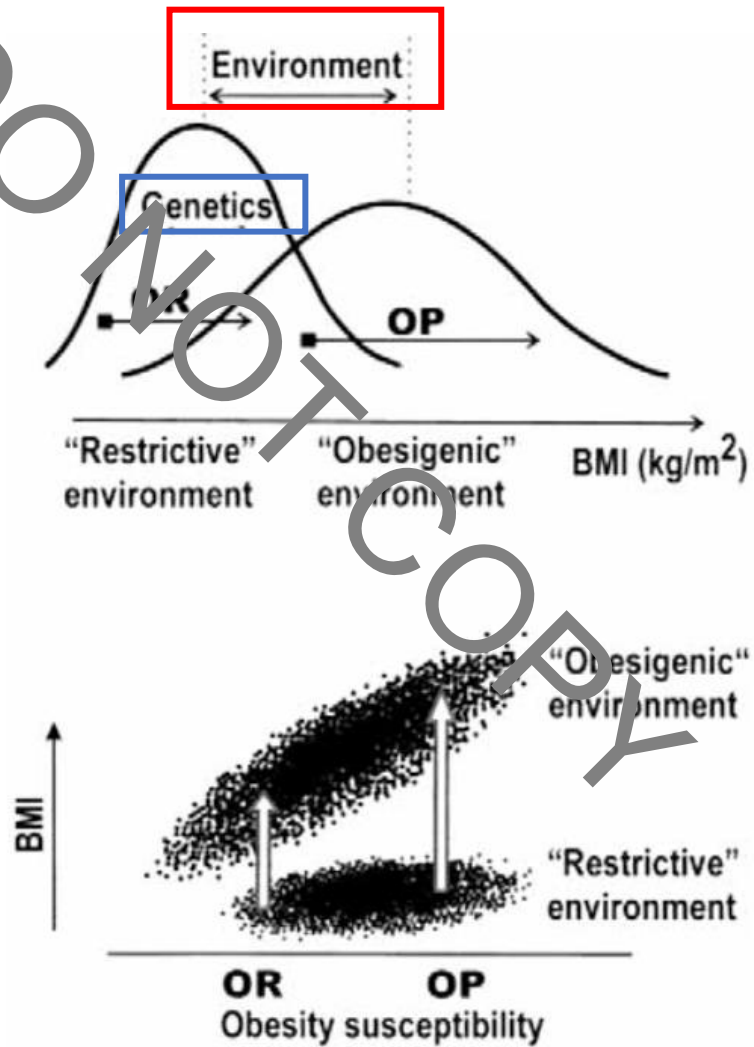 Environment
Genetics
OR
OP
“Restrictive”
environment
“Obesigenic”
environment
BMI (kg/m²)
DO NOT COPY
“Obesigenic“
environment
BMI
“Restrictive”
environment
OR OP
Obesity susceptibility